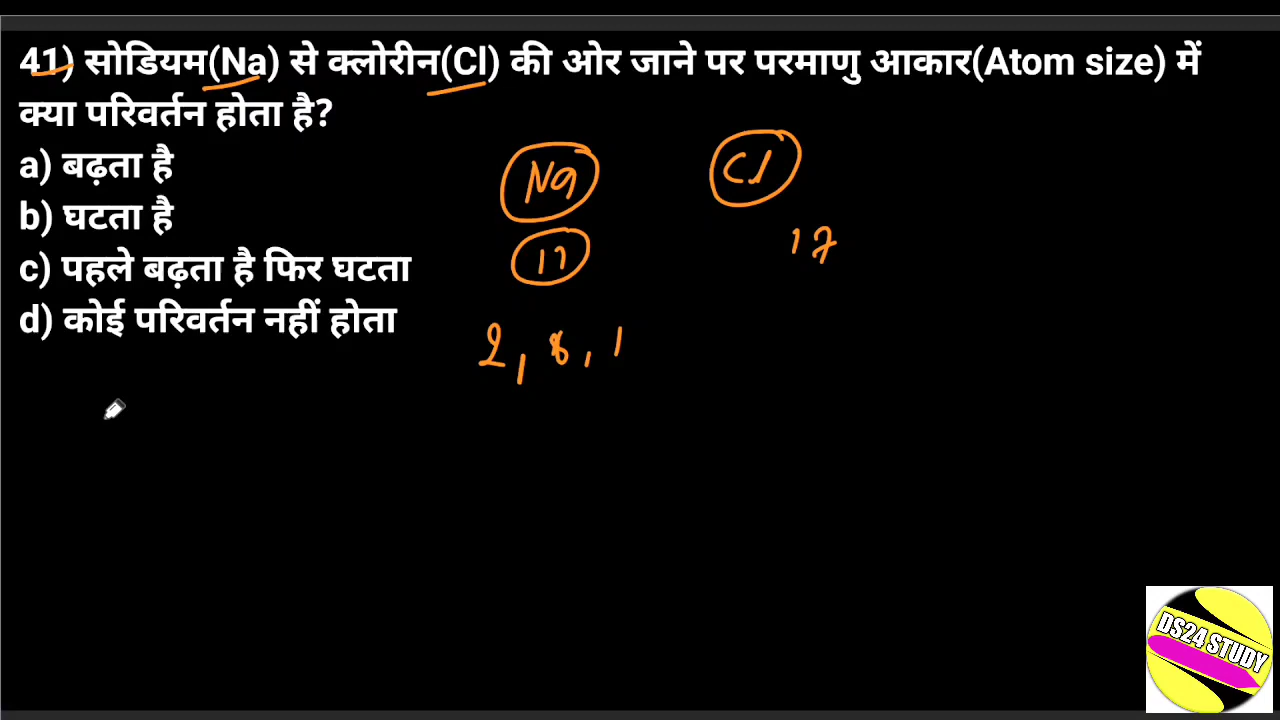 41) सोडियम(Na) से क्लोरीन(Cl) की ओर जाने पर परमाणु आकार(Atom size) में
क्या परिवर्तन होता है?
a) बढ़ता है
b) घटता है
c) पहले बढ़ता है फिर घटता
d) कोई परिवर्तन नहीं होता
Na Cl
11 17
2, 8, 1
DS24 STUDY